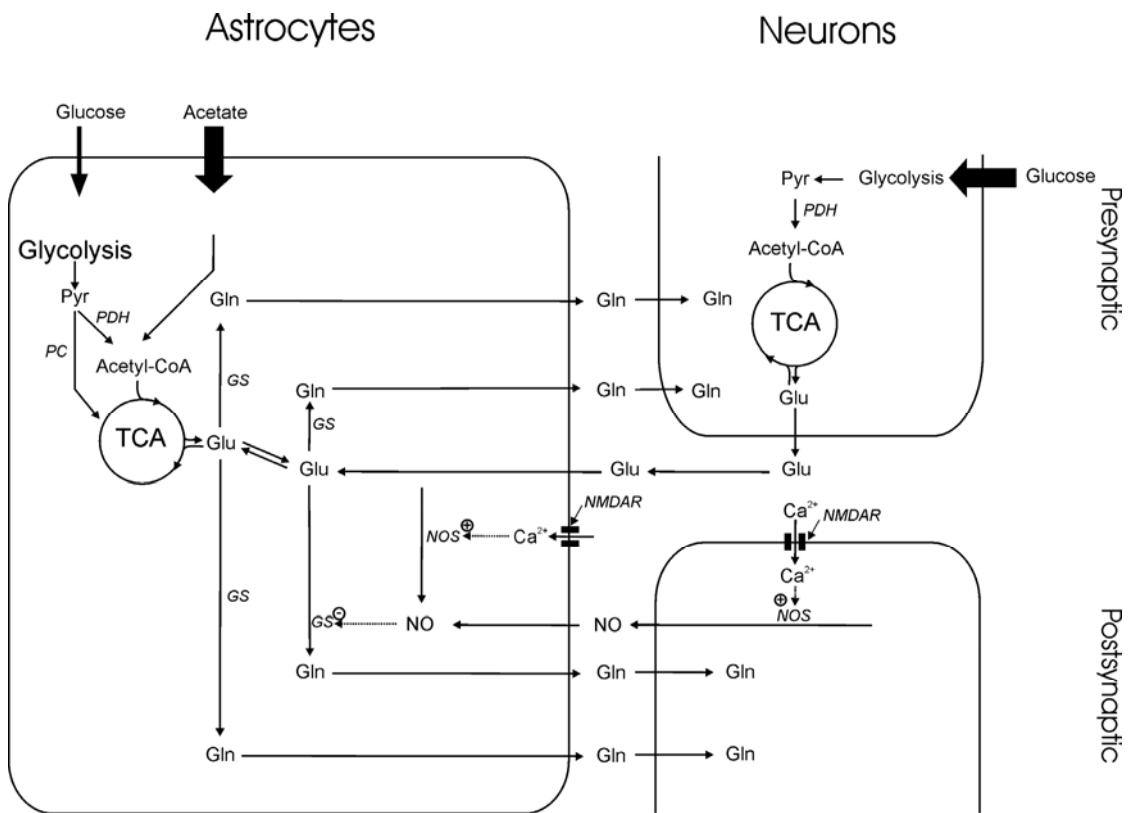 Astrocytes Neurons
Glucose Acetate
Pyr Glycolysis Glucose
PDH
Presynaptic
Glycolysis
Acetyl-CoA
Pyr Gln Gln Gln
PDH
TCA
PC
Acetyl-CoA
GS
Gln Gln Gln
Glu
GS
TCA Glu
Glu Glu Glu
NMDAR
Ca2+
NMDAR
NOS ⊕ Ca2+
Ca2+
⊕
NOS
GS
GS ⊖ NO NO
Postsynaptic
Gln Gln Gln
Gln Gln Gln